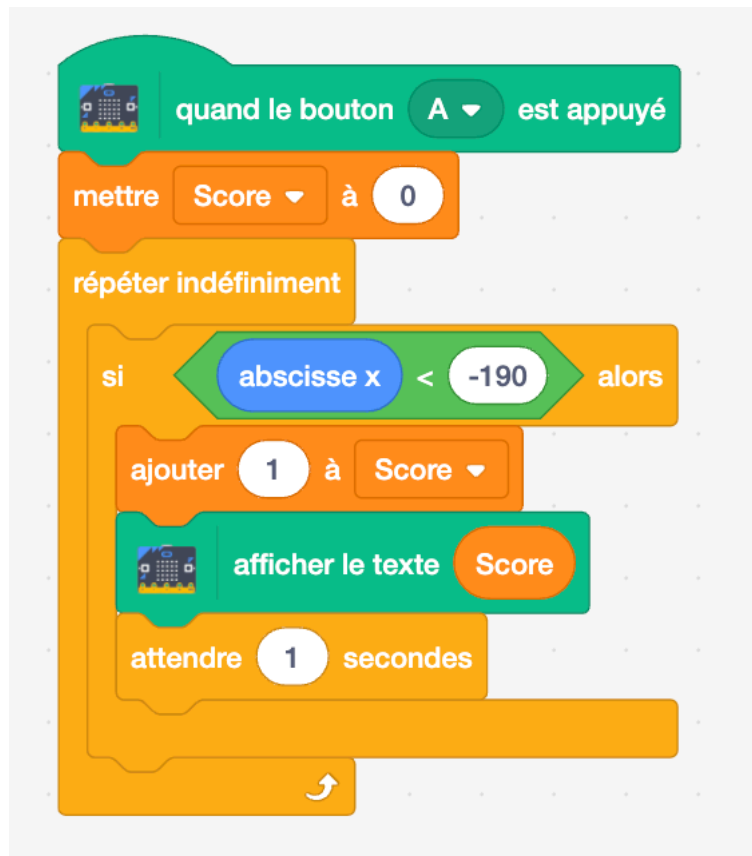 quand le bouton A est appuyé
mettre Score à 0
répéter indéfiniment
si abscisse x < -190 alors
ajouter 1 à Score
afficher le texte Score
attendre 1 secondes